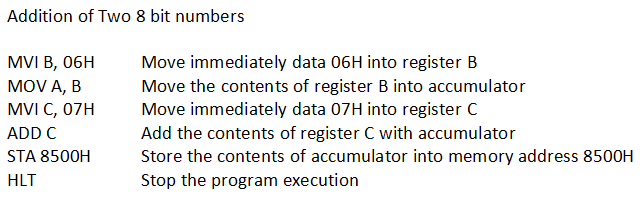 Addition of Two 8 bit numbers
MVI B, 06H Move immediately data 06H into register B
MOV A, B Move the contents of register B into accumulator
MVI C, 07H Move immediately data 07H into register C
ADD C Add the contents of register C with accumulator
STA 8500H Store the contents of accumulator into memory address 8500H
HLT Stop the program execution